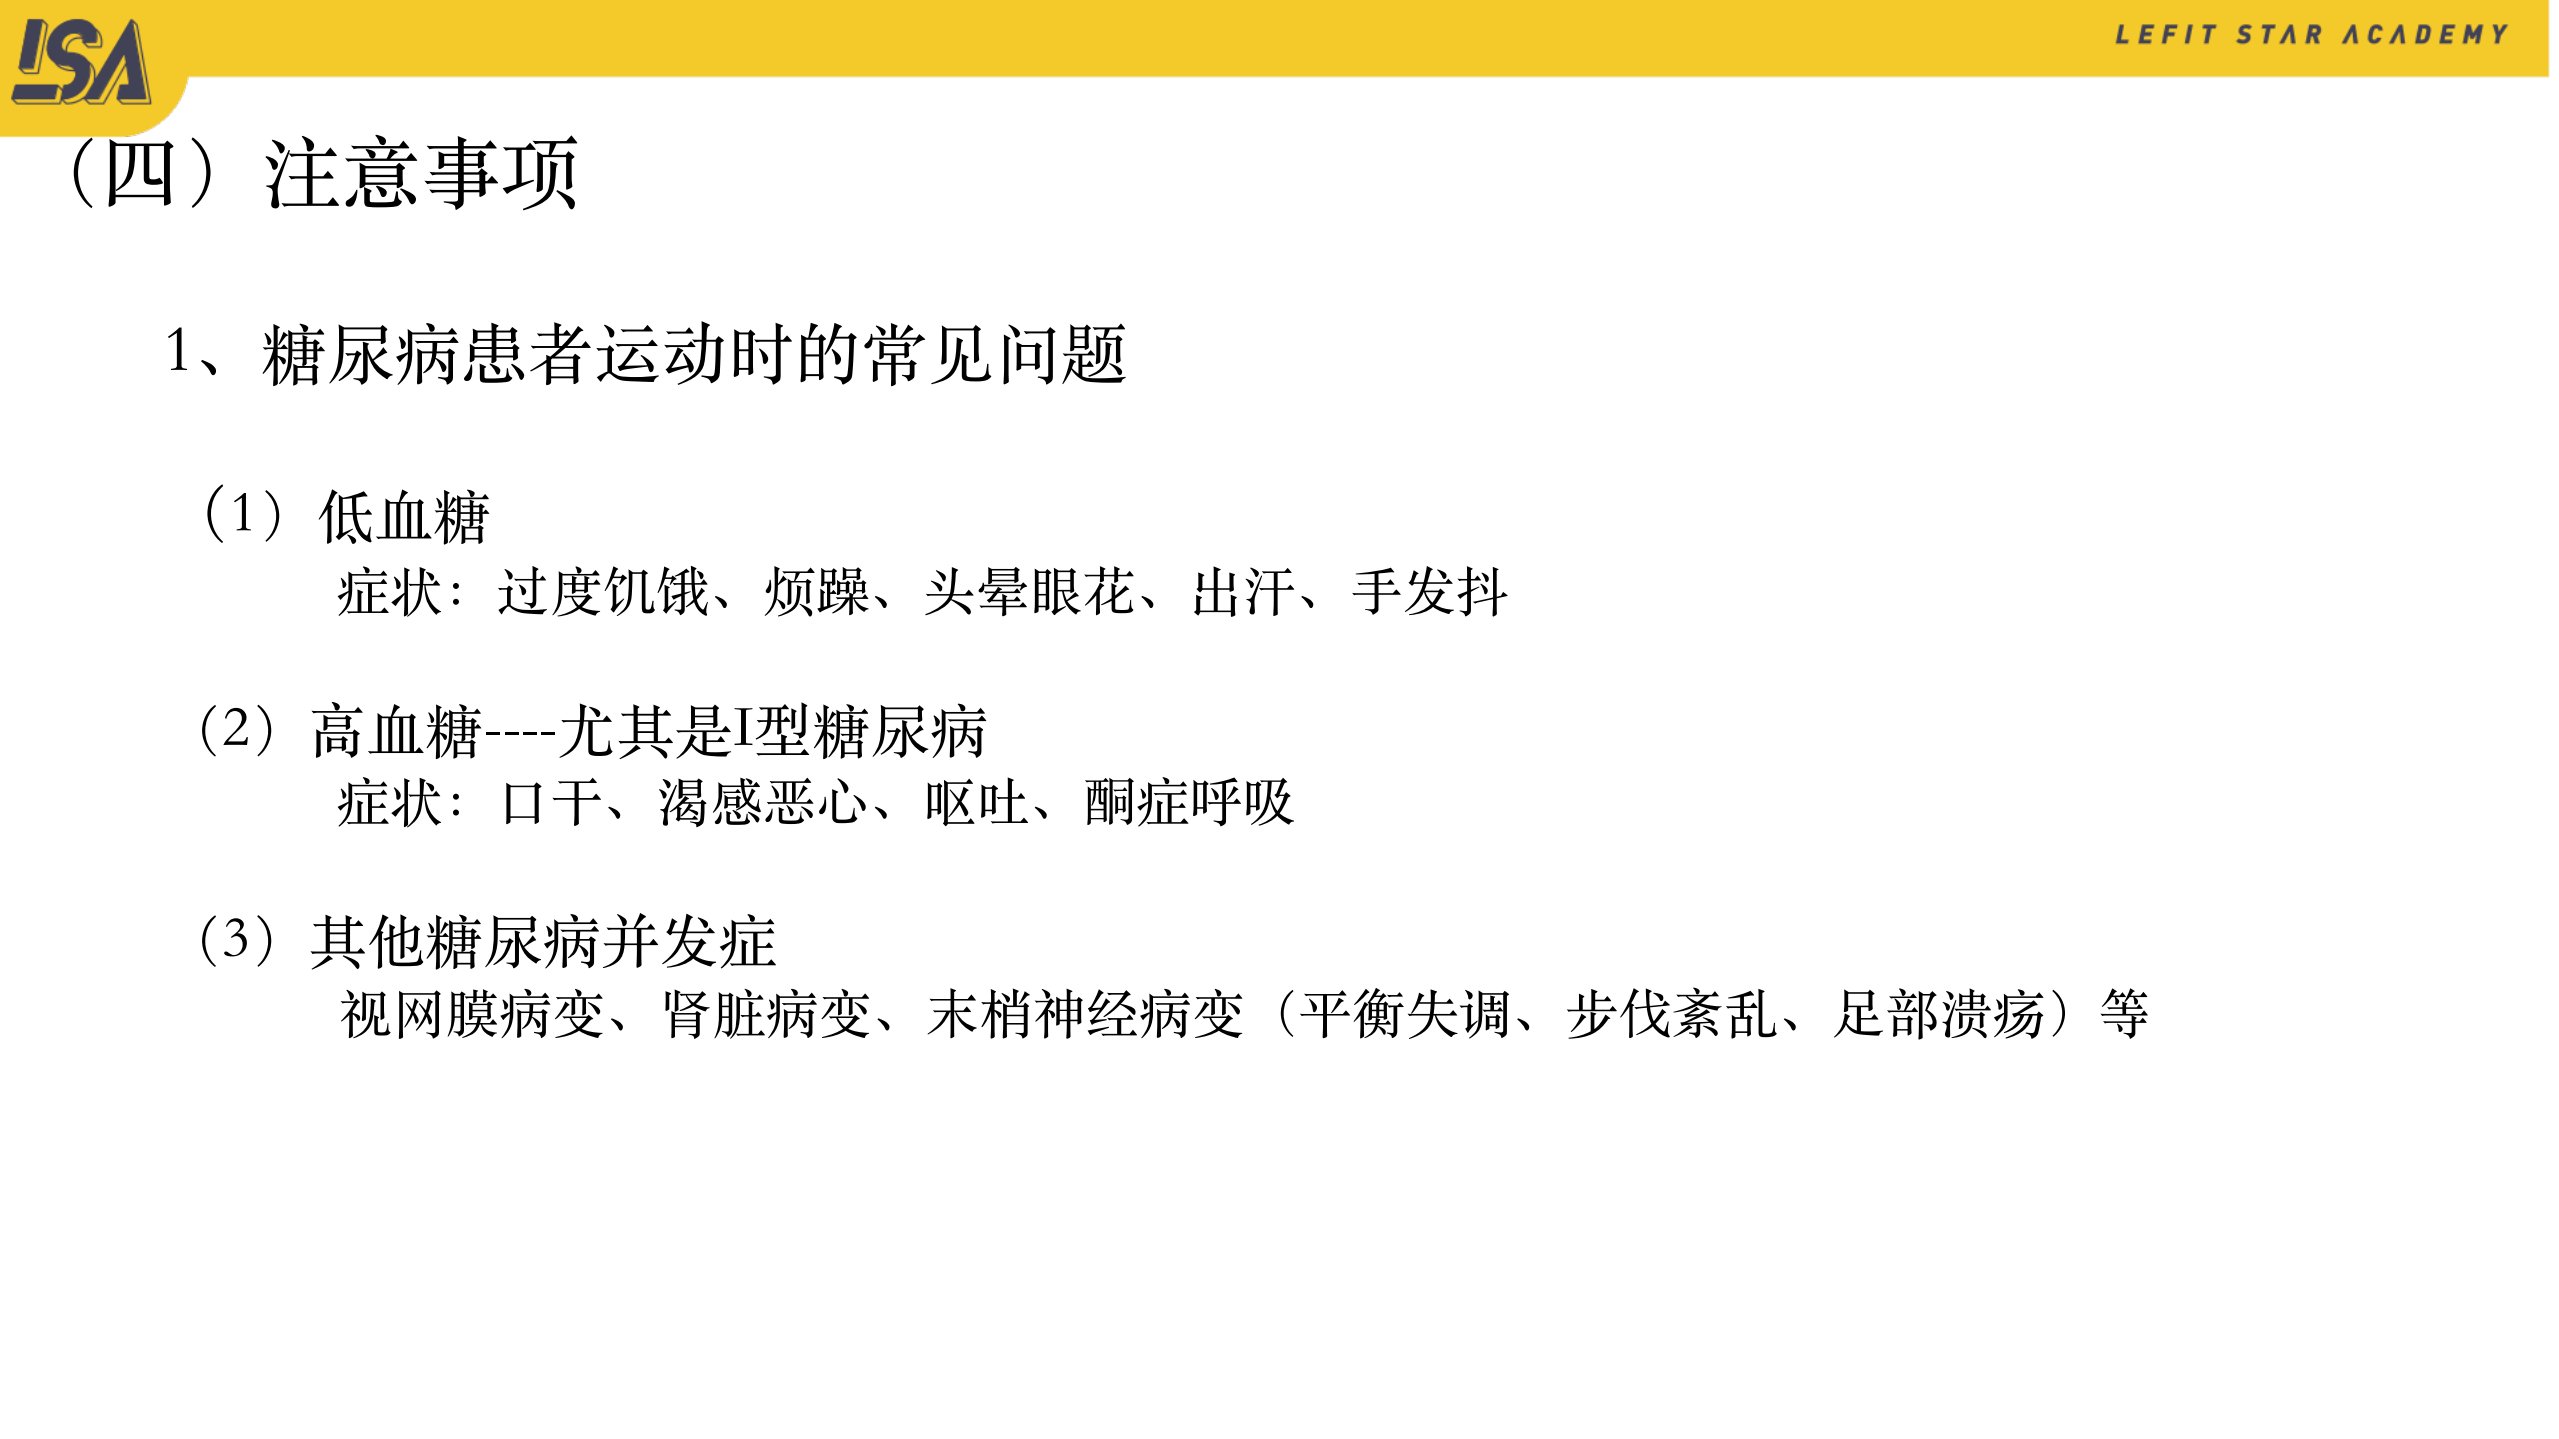 LSA
LEFIT STAR ACADEMY
（四）注意事项
1、糖尿病患者运动时的常见问题
（1）低血糖
症状：过度饥饿、烦躁、头晕眼花、出汗、手发抖
（2）高血糖----尤其是I型糖尿病
症状：口干、渴感恶心、呕吐、酮症呼吸
（3）其他糖尿病并发症
视网膜病变、肾脏病变、末梢神经病变（平衡失调、步伐紊乱、足部溃疡）等